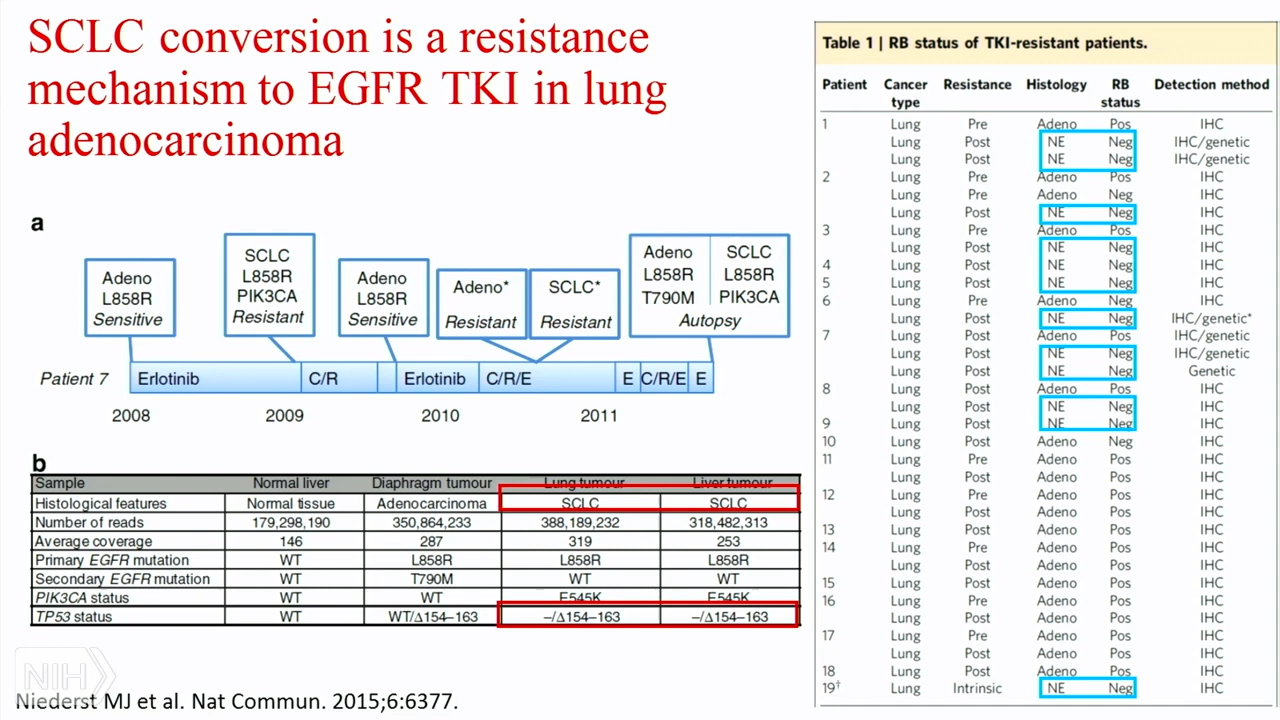 SCLC conversion is a resistance
mechanism to EGFR TKI in lung
adenocarcinoma
a
Adeno
L858R
Sensitive
SCLC
L858R
PIK3CA
Resistant
Adeno
L858R
Sensitive
Adeno*
Resistant
SCLC*
Resistant
Adeno SCLC
L858R L858R
T790M PIK3CA
Autopsy
Patient 7 Erlotinib C/R Erlotinib C/R/E E C/R/E E
2008 2009 2010 2011
b
Sample Normal liver Diaphragm tumour Lung tumour Liver tumour
Histological features Normal tissue Adenocarcinoma SCLC SCLC
Number of reads 179,298,190 350,864,233 388,189,232 318,482,313
Average coverage 146 287 319 253
Primary EGFR mutation WT L858R L858R L858R
Secondary EGFR mutation WT T790M WT WT
PIK3CA status WT WT E545K E545K
TP53 status WT WT/Δ154–163 –/Δ154–163 –/Δ154–163
NIH
Niederst MJ et al. Nat Commun. 2015;6:6377.
Table 1 | RB status of TKI-resistant patients.
Patient Cancer type Resistance Histology RB status Detection method
1 Lung Pre Adeno Pos IHC
Lung Post NE Neg IHC/genetic
Lung Post NE Neg IHC/genetic
2 Lung Pre Adeno Pos IHC
Lung Pre Adeno Neg IHC
Lung Post NE Neg IHC
3 Lung Pre Adeno Pos IHC
Lung Post NE Neg IHC
4 Lung Post NE Neg IHC
5 Lung Post NE Neg IHC
6 Lung Pre Adeno Neg IHC
Lung Post NE Neg IHC/genetic*
7 Lung Pre Adeno Pos IHC/genetic
Lung Post NE Neg IHC/genetic
Lung Post NE Neg Genetic
8 Lung Pre Adeno Pos IHC
Lung Post NE Neg IHC
9 Lung Post NE Neg IHC
10 Lung Post Adeno Neg IHC
11 Lung Pre Adeno Pos IHC
Lung Post Adeno Pos IHC
12 Lung Pre Adeno Pos IHC
Lung Post Adeno Pos IHC
13 Lung Post Adeno Pos IHC
14 Lung Pre Adeno Pos IHC
Lung Post Adeno Pos IHC
15 Lung Post Adeno Pos IHC
16 Lung Pre Adeno Pos IHC
Lung Post Adeno Pos IHC
17 Lung Pre Adeno Pos IHC
Lung Post Adeno Pos IHC
18 Lung Post Adeno Pos IHC
19† Lung Intrinsic NE Neg IHC